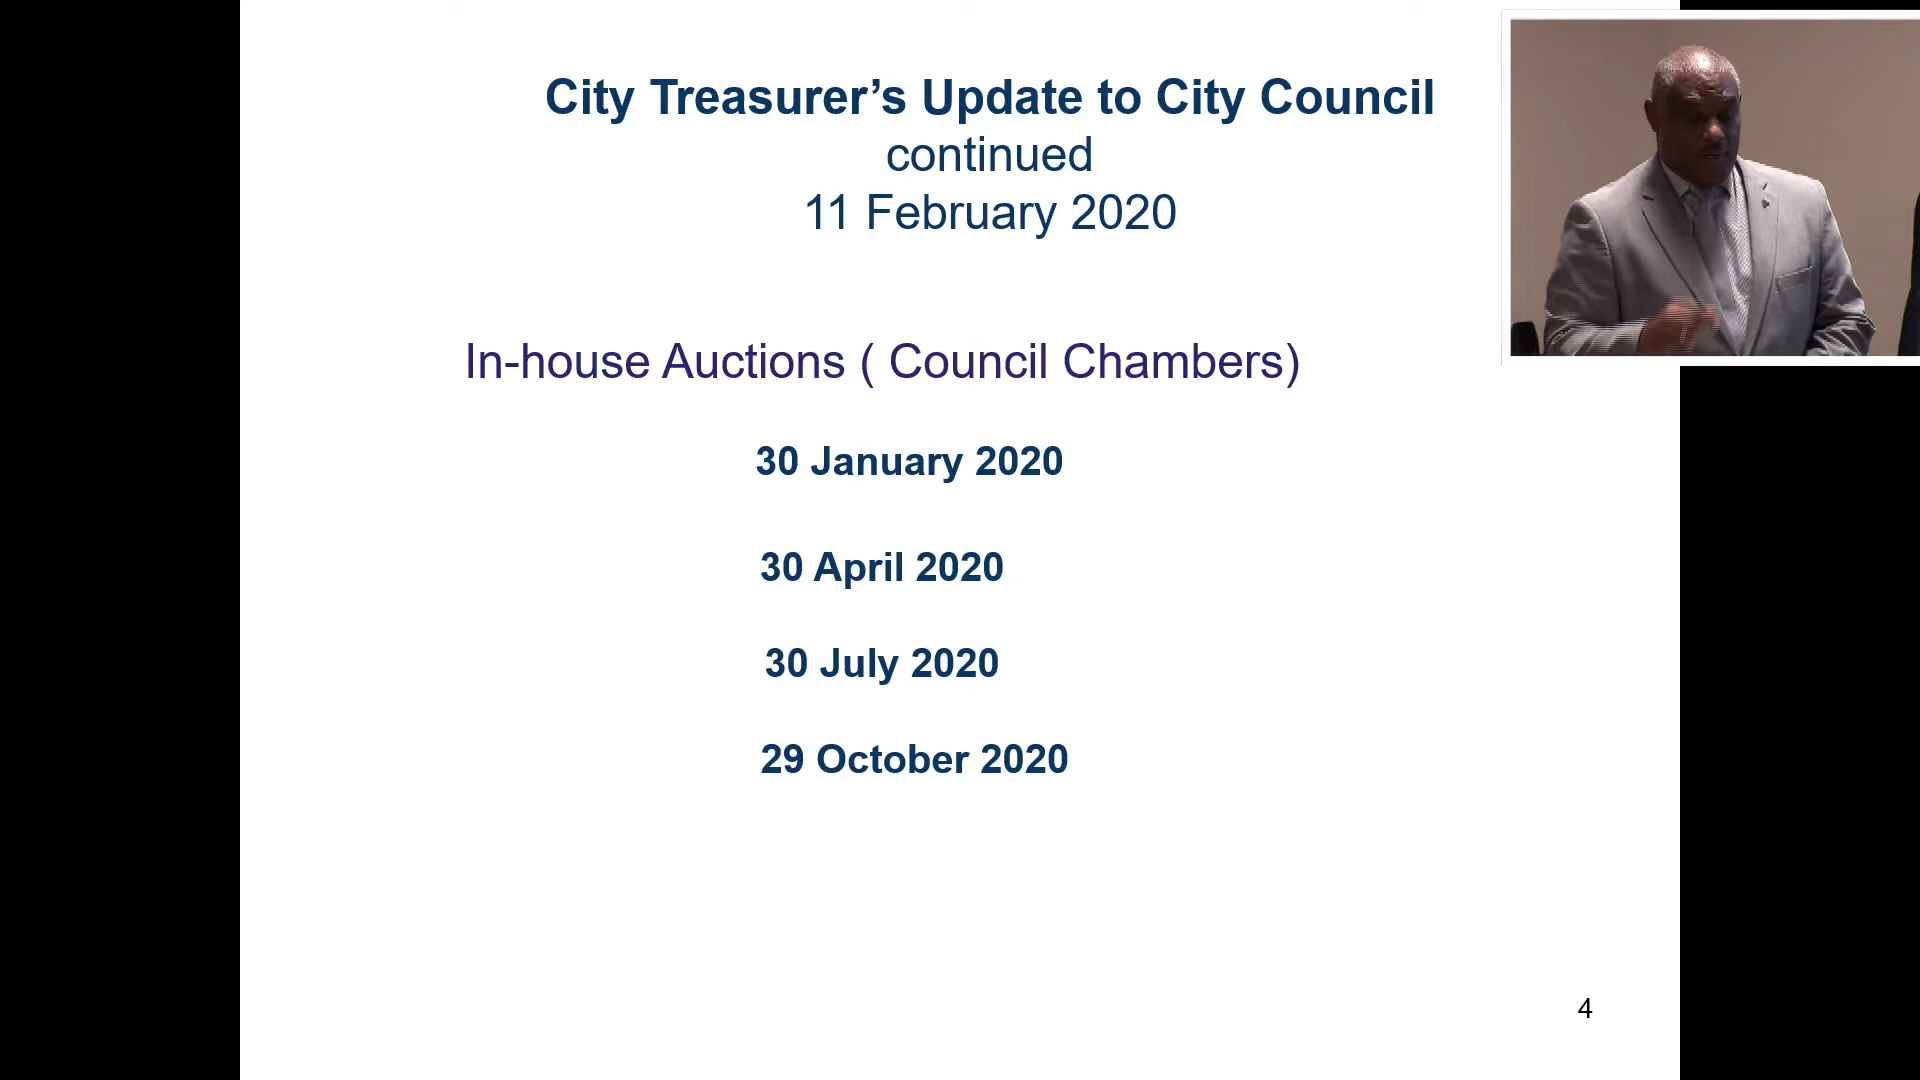 City Treasurer’s Update to City Council
continued
11 February 2020
In-house Auctions ( Council Chambers)
30 January 2020
30 April 2020
30 July 2020
29 October 2020
4